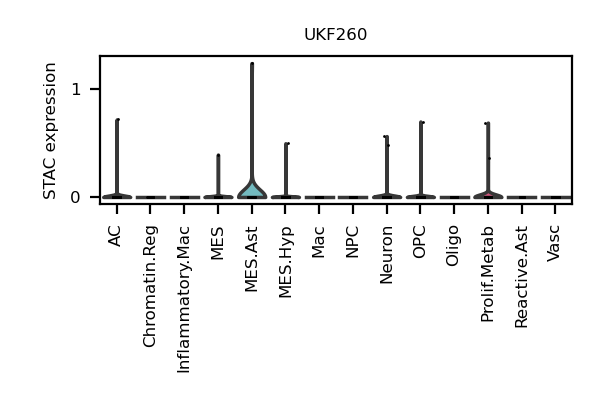 UKF260
STAC expression
1
0
AC
Chromatin.Reg
Inflammatory.Mac
MES
MES.Ast
MES.Hyp
Mac
NPC
Neuron
OPC
Oligo
Prolif.Metab
Reactive.Ast
Vasc